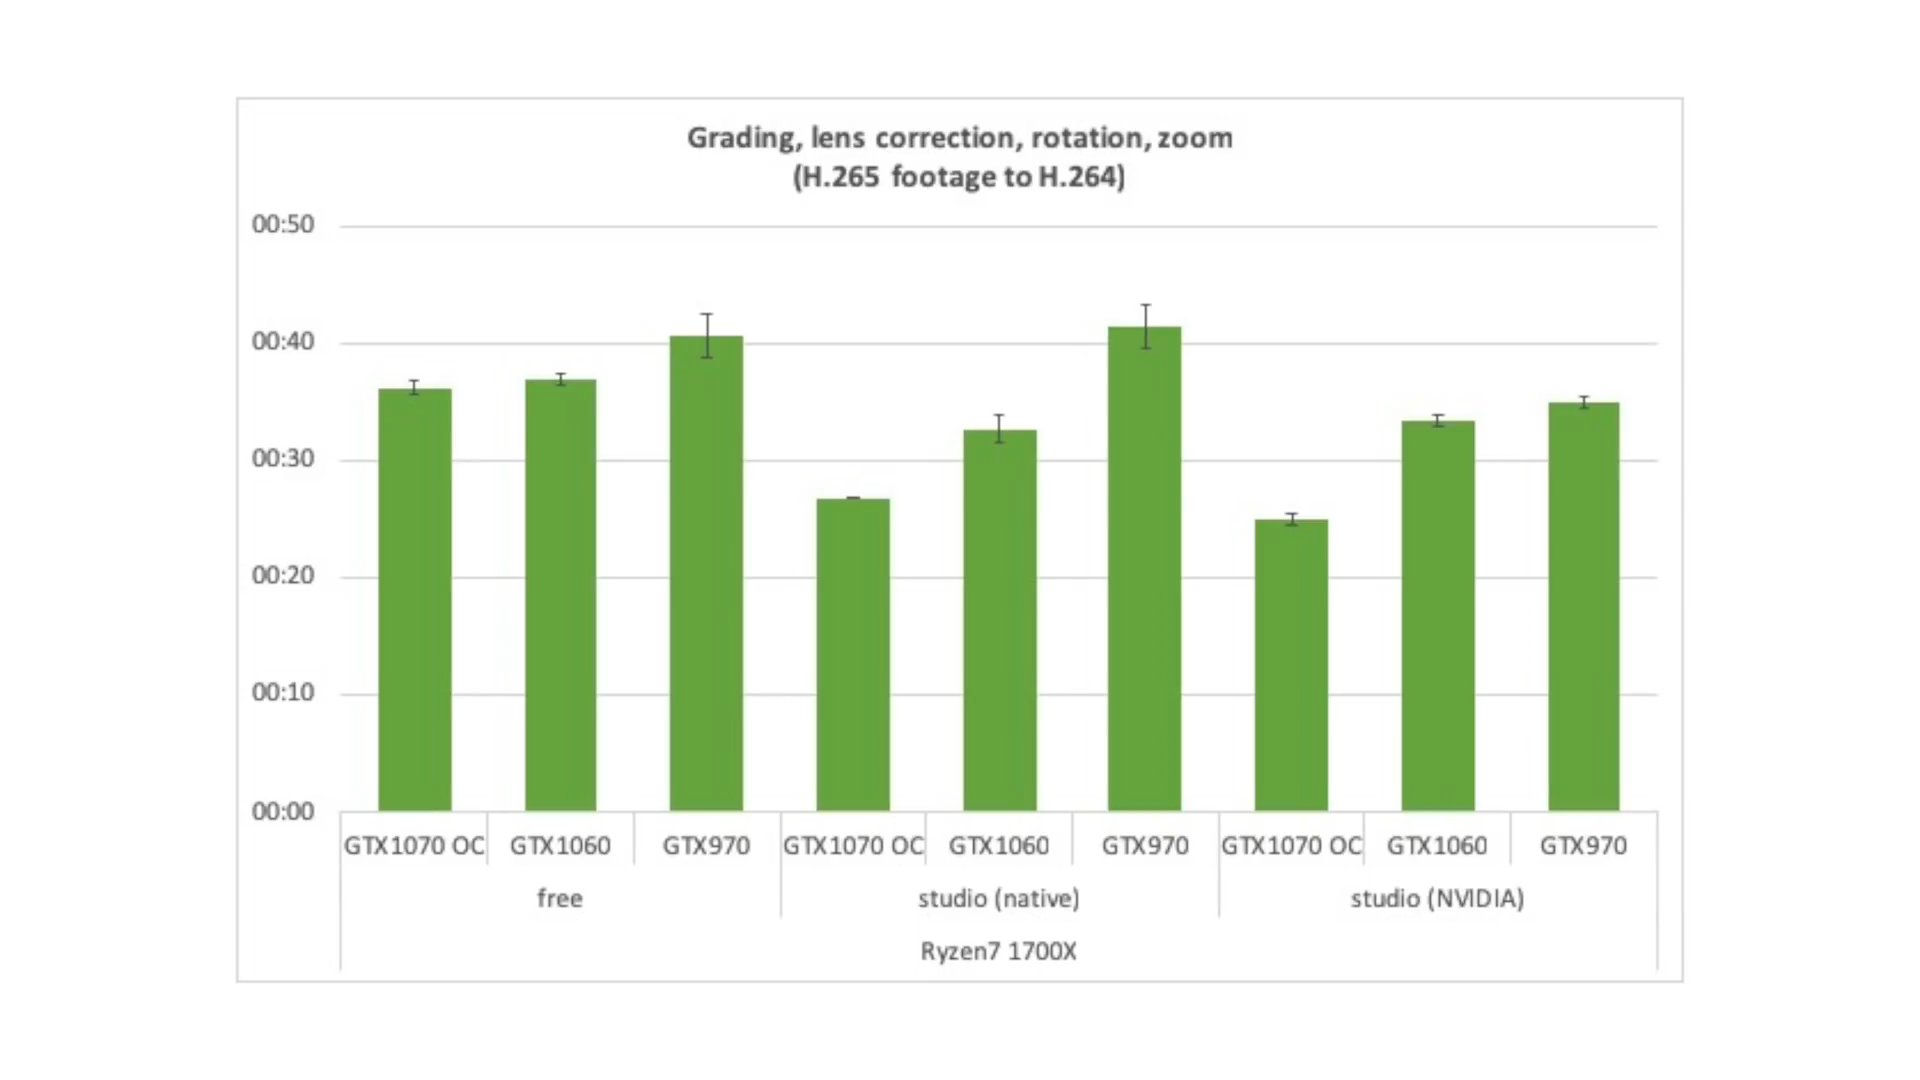 Grading, lens correction, rotation, zoom
(H.265 footage to H.264)
00:50
00:40
00:30
00:20
00:10
00:00
GTX1070 OC GTX1060 GTX970 GTX1070 OC GTX1060 GTX970 GTX1070 OC GTX1060 GTX970
free studio (native) studio (NVIDIA)
Ryzen7 1700X